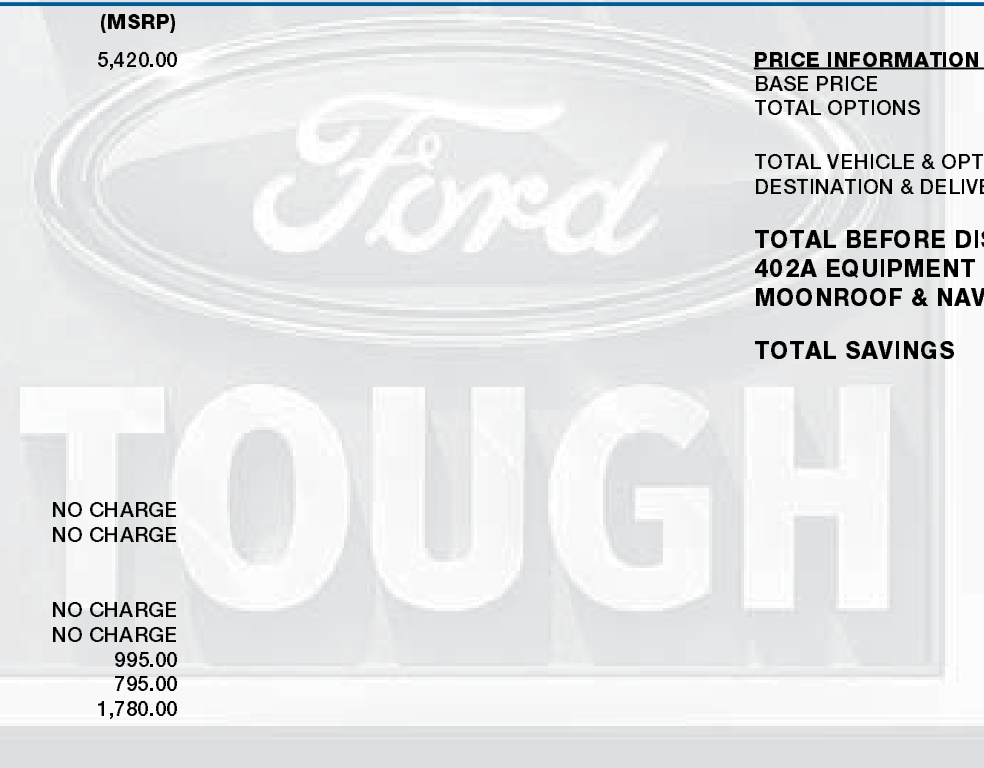 (MSRP)
5,420.00
NO CHARGE
NO CHARGE
NO CHARGE
NO CHARGE
995.00
795.00
1,780.00
PRICE INFORMATION
BASE PRICE
TOTAL OPTIONS
TOTAL VEHICLE & OPT
DESTINATION & DELIVE
TOTAL BEFORE DIS
402A EQUIPMENT
MOONROOF & NAV
TOTAL SAVINGS
Ford
TOUGH